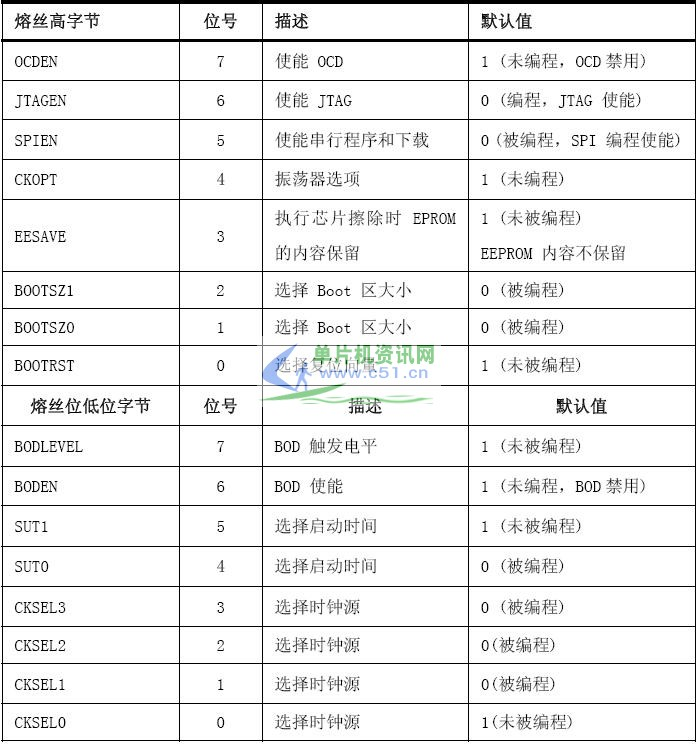 熔丝高字节 位号 描述 默认值
OCDEN 7 使能 OCD 1 (未编程，OCD 禁用)
JTAGEN 6 使能 JTAG 0 (编程，JTAG 使能)
SPIEN 5 使能串行程序和下载 0 (被编程，SPI 编程使能)
CKOPT 4 振荡器选项 1 (未编程)
EESAVE 3 执行芯片擦除时 EPROM 1 (未被编程)
的内容保留 EEPROM 内容不保留
BOOTSZ1 2 选择 Boot 区大小 0 (被编程)
BOOTSZ0 1 选择 Boot 区大小 0 (被编程)
单片机资讯网
BOOTRST 0 选择复位向量 1 (未被编程)
www.c51.cn
熔丝位低位字节 位号 描述 默认值
BODLEVEL 7 BOD 触发电平 1 (未被编程)
BODEN 6 BOD 使能 1 (未编程，BOD 禁用)
SUT1 5 选择启动时间 1 (未被编程)
SUT0 4 选择启动时间 0 (被编程)
CKSEL3 3 选择时钟源 0 (被编程)
CKSEL2 2 选择时钟源 0(被编程)
CKSEL1 1 选择时钟源 0(被编程)
CKSEL0 0 选择时钟源 1(未被编程)